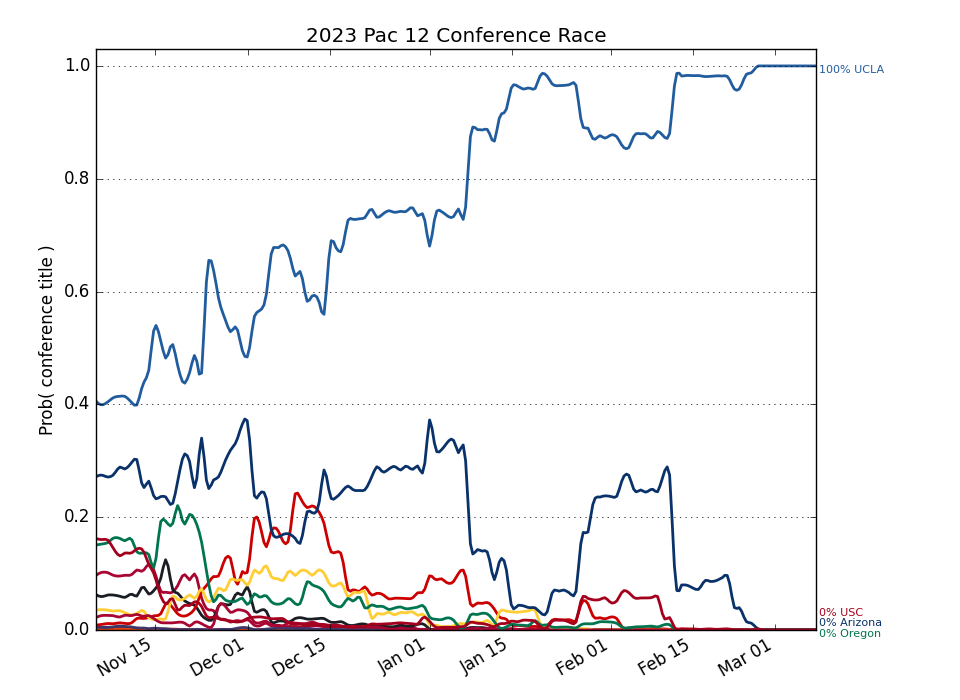 2023 Pac 12 Conference Race
Prob( conference title )
1.0
0.8
0.6
0.4
0.2
0.0
100% UCLA
0% USC
0% Arizona
0% Oregon
Nov 15
Dec 01
Dec 15
Jan 01
Jan 15
Feb 01
Feb 15
Mar 01